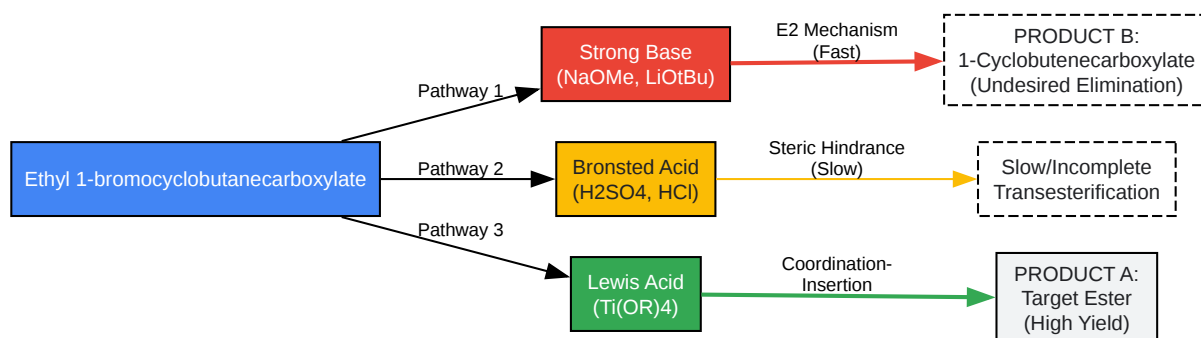 Ethyl 1-bromocyclobutanecarboxylate
Pathway 1
Strong Base
(NaOMe, LiOtBu)
E2 Mechanism
(Fast)
PRODUCT B:
1-Cyclobutenecarboxylate
(Undesired Elimination)
Pathway 2
Bronsted Acid
(H2SO4, HCl)
Steric Hindrance
(Slow)
Slow/Incomplete
Transesterification
Pathway 3
Lewis Acid
(Ti(OR)4)
Coordination-
Insertion
PRODUCT A:
Target Ester
(High Yield)